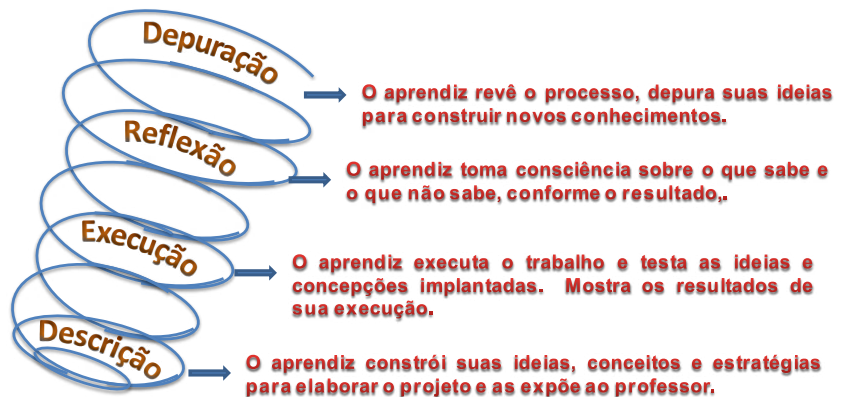 Depuração
O aprendiz revê o processo, depura suas ideias
para construir novos conhecimentos.
Reflexão
O aprendiz toma consciência sobre o que sabe e
o que não sabe, conforme o resultado,.
Execução
O aprendiz executa o trabalho e testa as ideias e
concepções implantadas. Mostra os resultados de
sua execução.
Descrição
O aprendiz constrói suas ideias, conceitos e estratégias
para elaborar o projeto e as expõe ao professor.